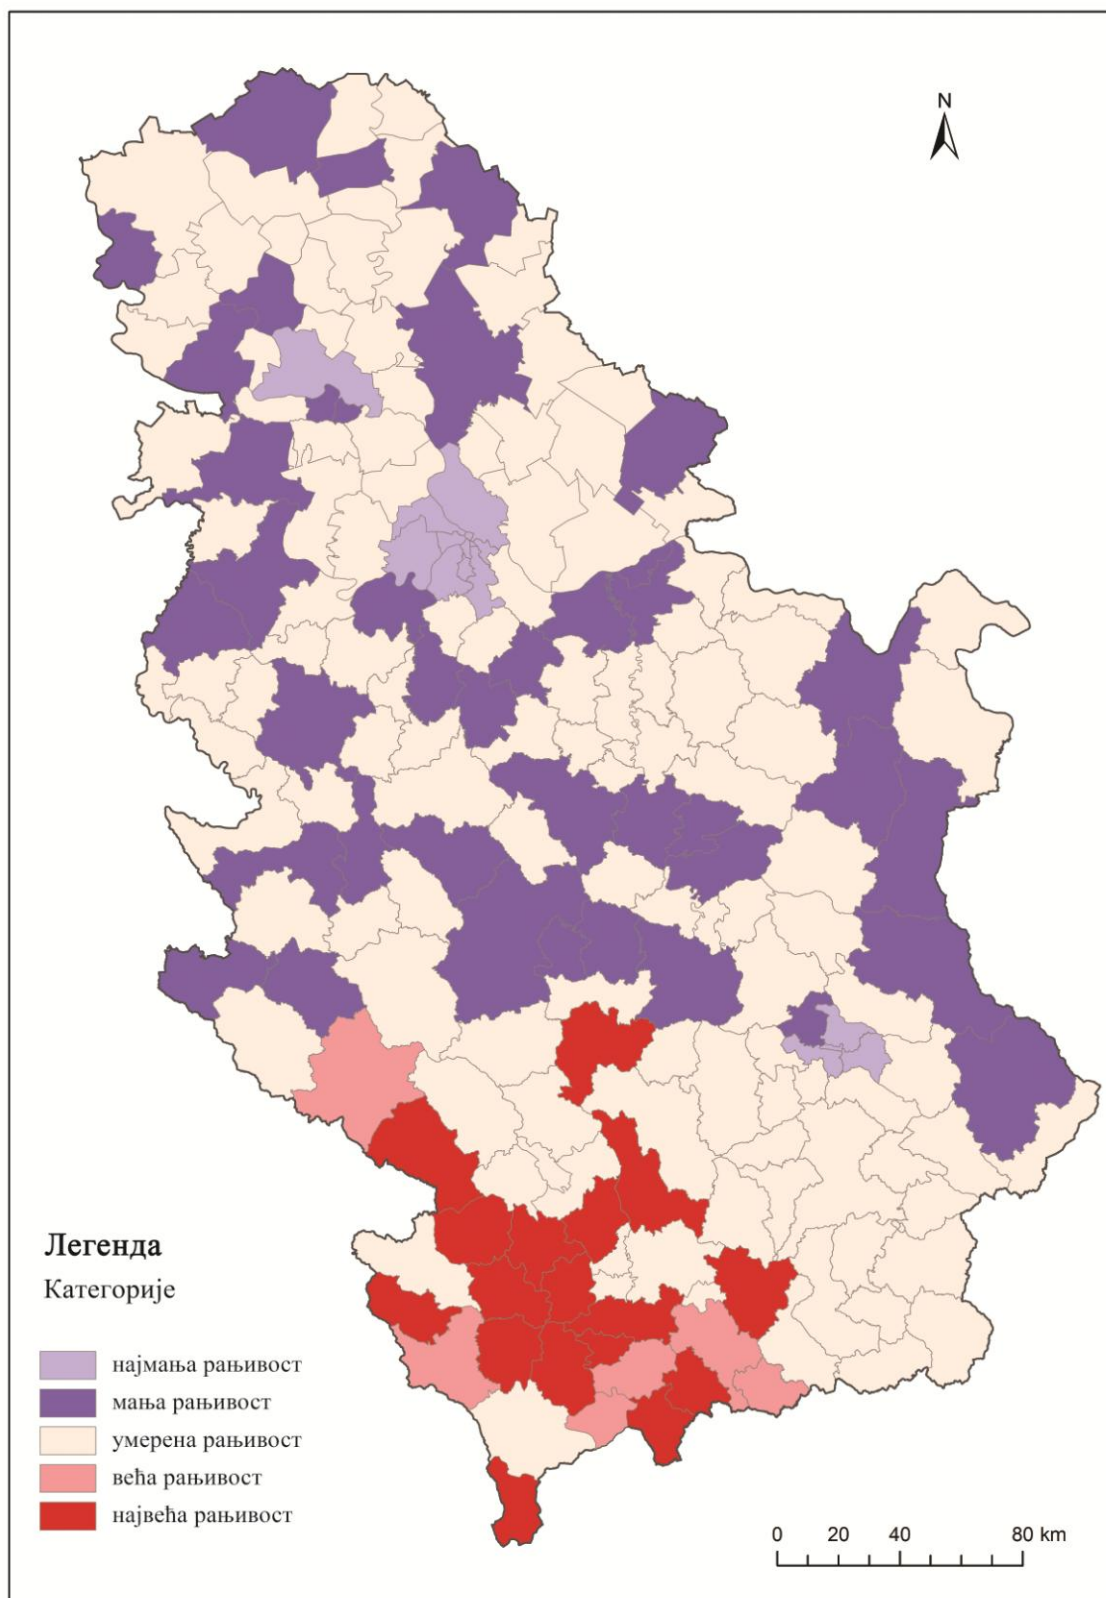 N
Легенда
Категорије
најмања рањивост
мања рањивост
умерена рањивост
већа рањивост
највећа рањивост
0 20 40 80 km